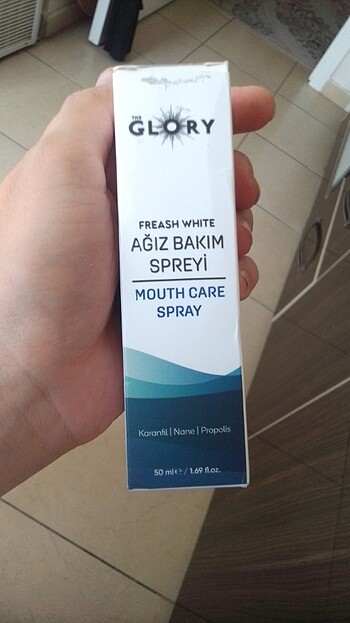 THE
GLORY
FREASH WHITE
AĞIZ BAKIM
SPREYİ
MOUTH CARE
SPRAY
Karanfil | Nane | Propolis
50 ml ℮ / 1.69 fl.oz.